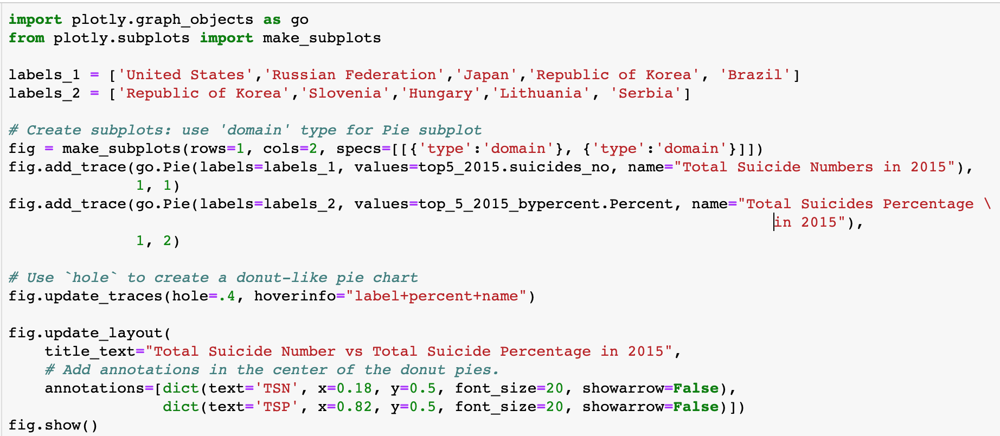 import plotly.graph_objects as go
from plotly.subplots import make_subplots

labels_1 = ['United States','Russian Federation','Japan','Republic of Korea', 'Brazil']
labels_2 = ['Republic of Korea','Slovenia','Hungary','Lithuania', 'Serbia']

# Create subplots: use 'domain' type for Pie subplot
fig = make_subplots(rows=1, cols=2, specs=[[{'type':'domain'}, {'type':'domain'}]])
fig.add_trace(go.Pie(labels=labels_1, values=top5_2015.suicides_no, name="Total Suicide Numbers in 2015"),
              1, 1)
fig.add_trace(go.Pie(labels=labels_2, values=top_5_2015_bypercent.Percent, name="Total Suicides Percentage \
                                                                                    in 2015"),
              1, 2)

# Use `hole` to create a donut-like pie chart
fig.update_traces(hole=.4, hoverinfo="label+percent+name")

fig.update_layout(
    title_text="Total Suicide Number vs Total Suicide Percentage in 2015",
    # Add annotations in the center of the donut pies.
    annotations=[dict(text='TSN', x=0.18, y=0.5, font_size=20, showarrow=False),
                 dict(text='TSP', x=0.82, y=0.5, font_size=20, showarrow=False)])
fig.show()